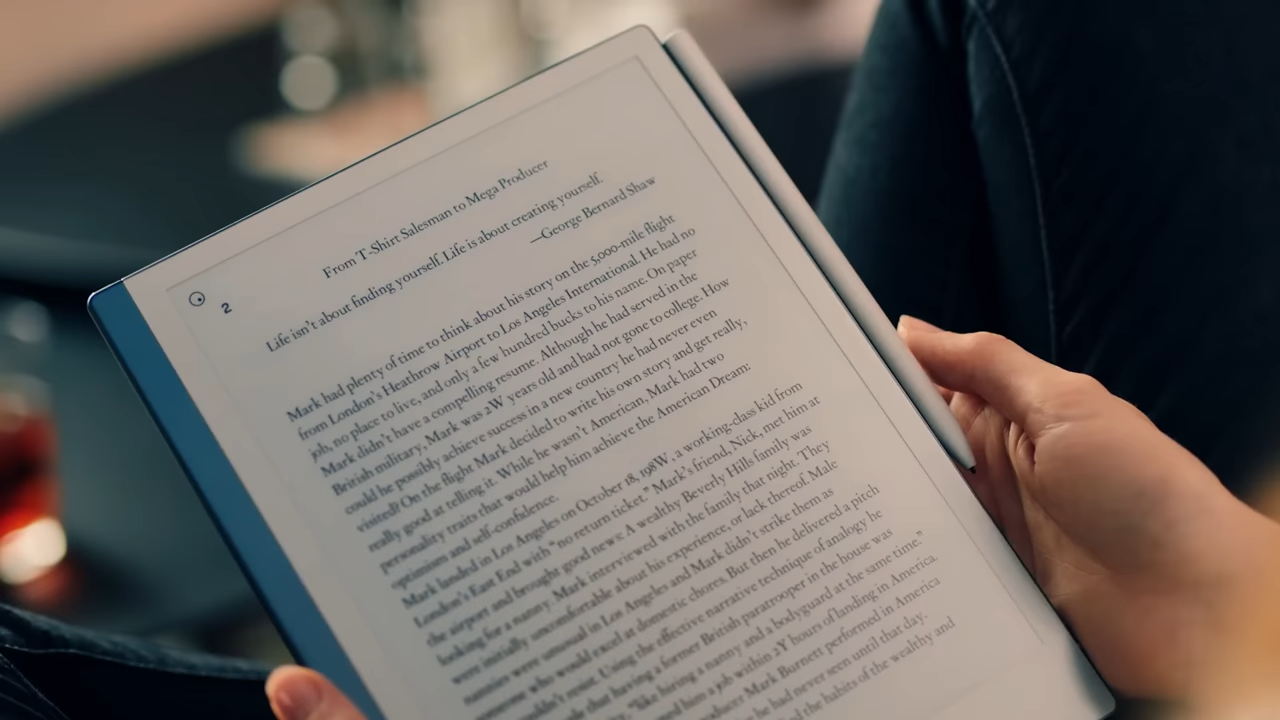 2
From T-Shirt Salesman to Mega Producer
Life isn't about finding yourself. Life is about creating yourself.
—George Bernard Shaw
Mark had plenty of time to think about his story on the 5,000-mile flight
from London's Heathrow Airport to Los Angeles International. He had no
job, no place to live, and only a few hundred bucks to his name. On paper
Mark didn't have a compelling resume. Although he had served in the
British military, Mark was 2W years old and had not gone to college. How
could he possibly achieve success in a new country he had never even
visited? On the flight Mark decided to write his own story and get really,
really good at telling it. While he wasn't American, Mark had two
personality traits that would help him achieve the American Dream:
optimism and self-confidence.
Mark landed in Los Angeles on October 18, 198W, a working-class kid from
London's East End with "no return ticket." Mark's friend, Nick, met him at
the airport and brought good news: A wealthy Beverly Hills family was
looking for a nanny. Mark interviewed with the family that night. They
were initially uncomfortable about his experience, or lack thereof. Male
nannies were unusual in Los Angeles and Mark didn't strike them as
someone who would excel at domestic chores. But then he delivered a pitch
couldn't resist. Using the effective narrative technique of analogy he
that having a former British paratrooper in the house was
"like hiring a nanny and a bodyguard at the same time."
him a job within 2Y hours of landing in America.
producer Mark Burnett performed in America
he had never seen until that day.
the habits of the wealthy and